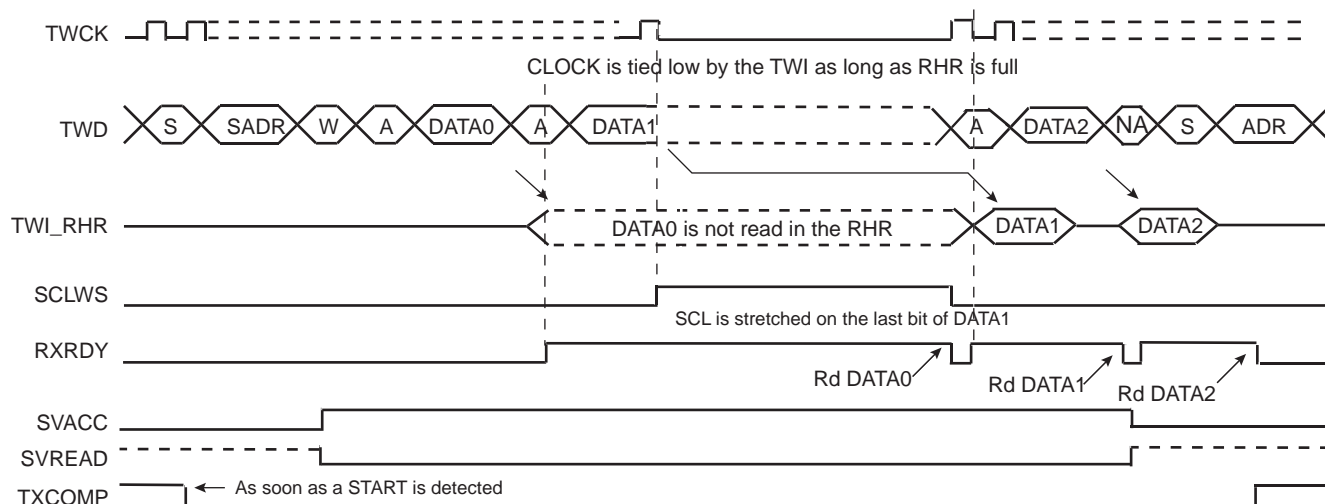 TWCK
CLOCK is tied low by the TWI as long as RHR is full
TWD S SADR W A DATA0 A DATA1 A DATA2 NA S ADR
TWI_RHR DATA0 is not read in the RHR DATA1 DATA2
SCLWS
SCL is stretched on the last bit of DATA1
RXRDY
Rd DATA0 Rd DATA1 Rd DATA2
SVACC
SVREAD
TXCOMP As soon as a START is detected